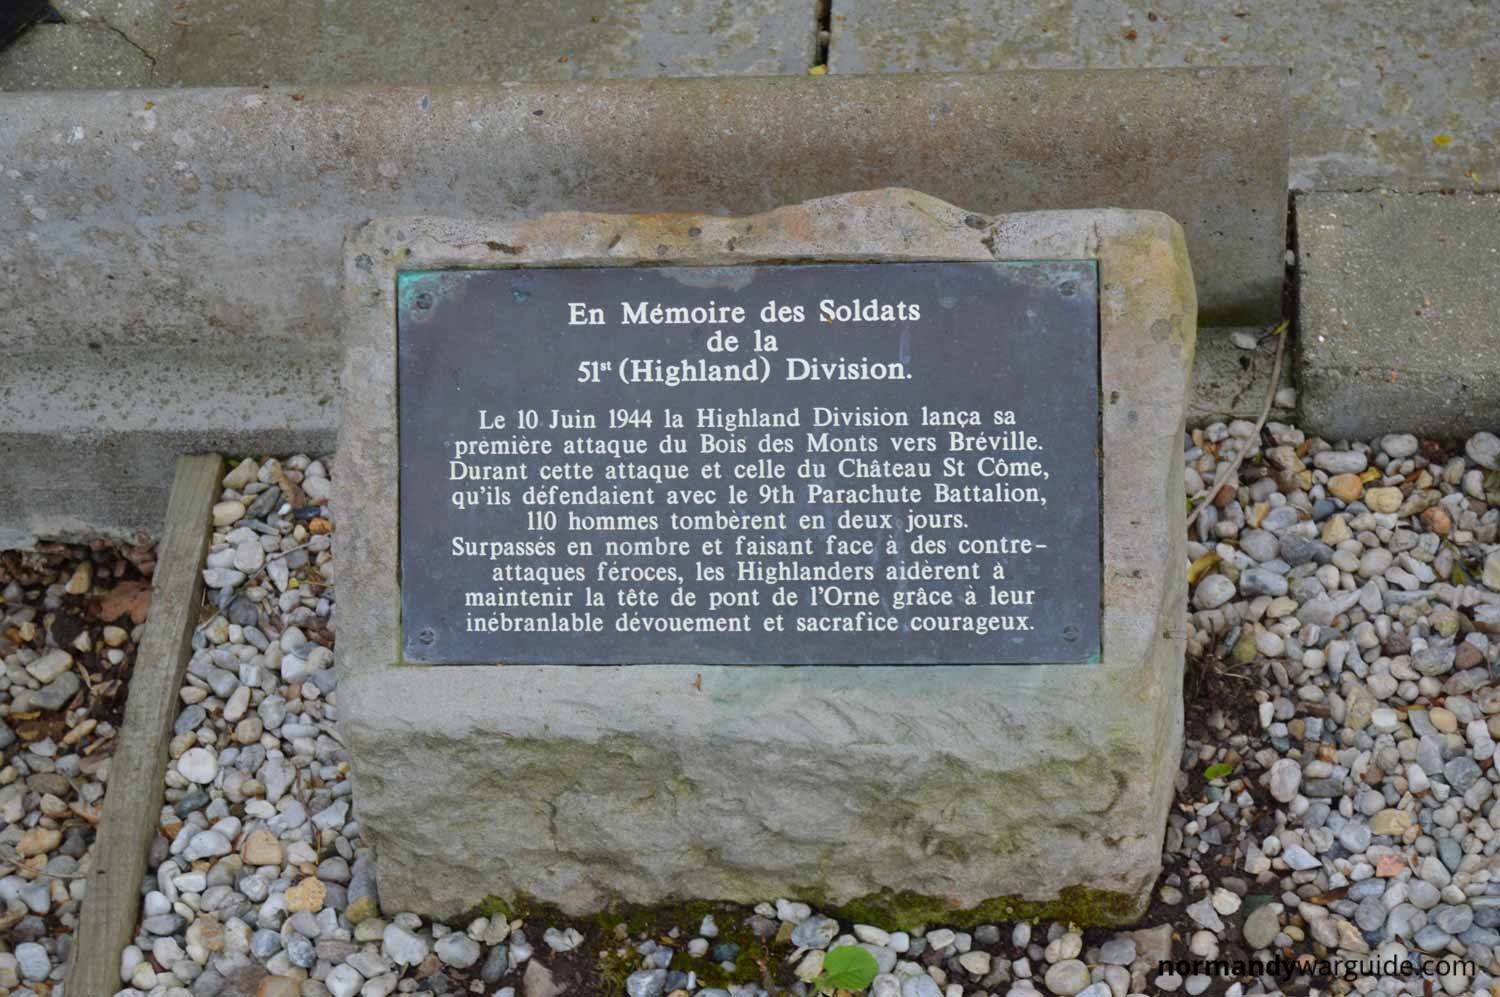 En Mémoire des Soldats
de la
51st (Highland) Division.
Le 10 Juin 1944 la Highland Division lança sa
première attaque du Bois des Monts vers Bréville.
Durant cette attaque et celle du Château St Côme,
qu'ils défendaient avec le 9th Parachute Battalion,
110 hommes tombèrent en deux jours.
Surpassés en nombre et faisant face à des contre-
attaques féroces, les Highlanders aidèrent à
maintenir la tête de pont de l'Orne grâce à leur
inébranlable dévouement et sacrafice courageux.
normandywarguide.com